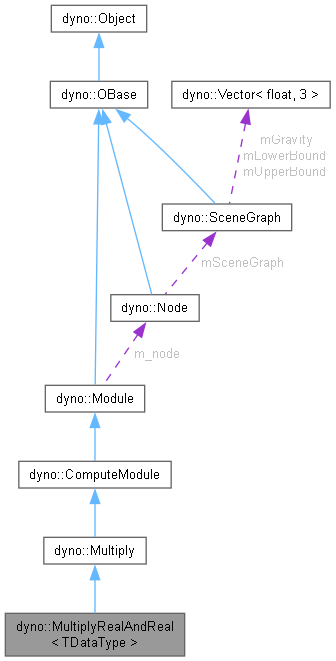 dyno::Object
dyno::OBase
dyno::Vector< float, 3 >
mGravity
mLowerBound
mUpperBound
dyno::SceneGraph
mSceneGraph
dyno::Node
m_node
dyno::Module
dyno::ComputeModule
dyno::Multiply
dyno::MultiplyRealAndReal
< TDataType >